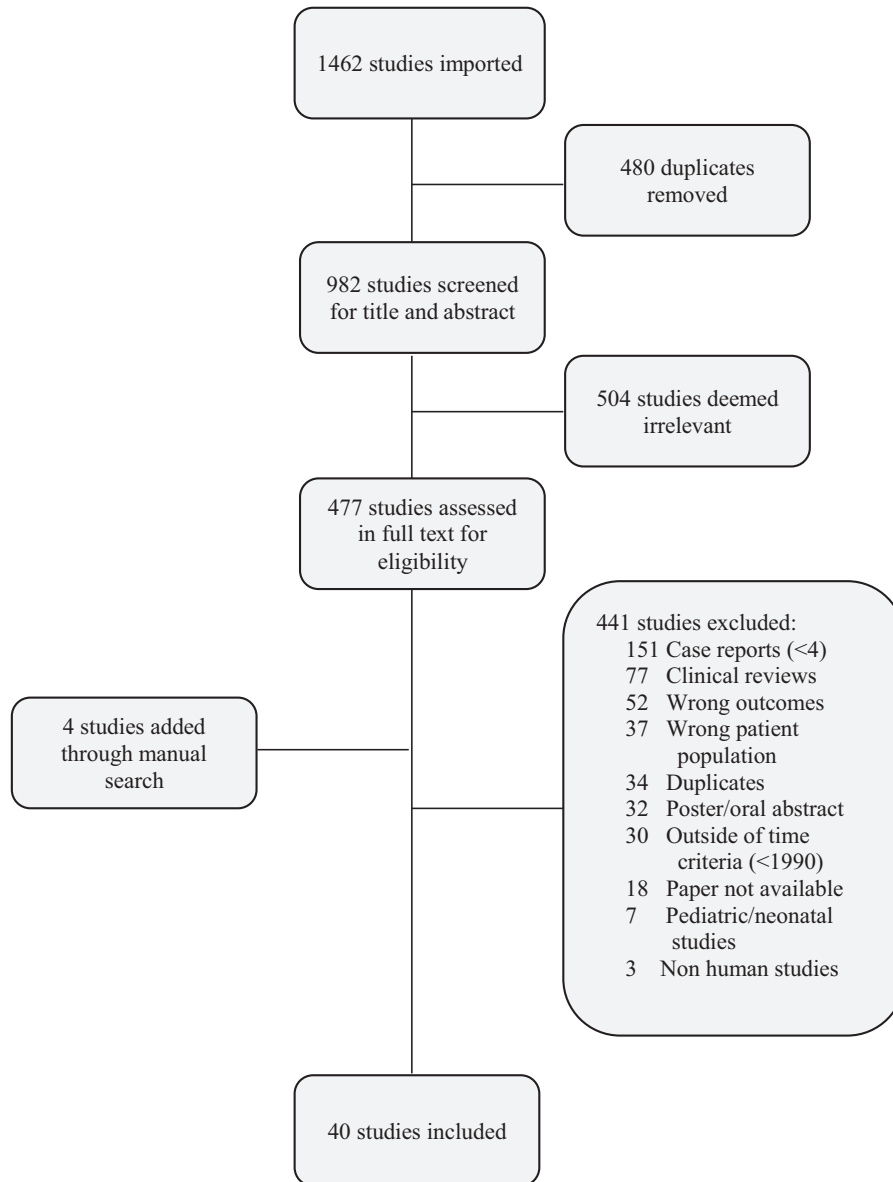 1462 studies imported
480 duplicates
removed
982 studies screened
for title and abstract
504 studies deemed
irrelevant
477 studies assessed
in full text for
eligibility
441 studies excluded:
151 Case reports (<4)
77 Clinical reviews
52 Wrong outcomes
37 Wrong patient
population
34 Duplicates
32 Poster/oral abstract
30 Outside of time
criteria (<1990)
18 Paper not available
7 Pediatric/neonatal
studies
3 Non human studies
4 studies added
through manual
search
40 studies included